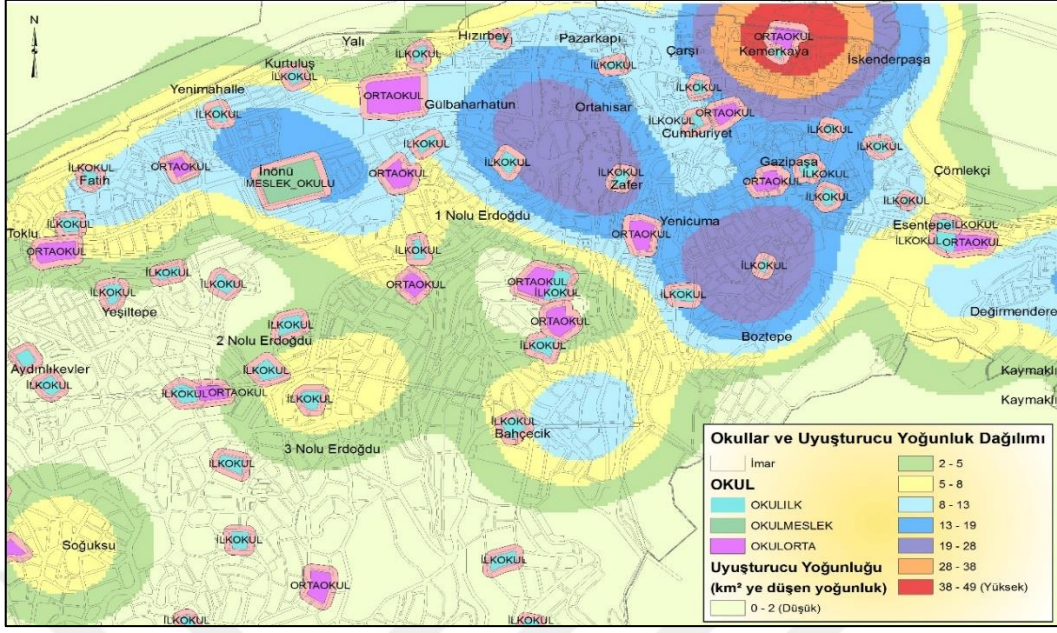 N
Yalı
Hızırbey
Pazarkapı
Çarşı
ORTAOKUL
Kemerkaya
İskenderpaşa
İLKOKUL
İLKOKUL
Kurtuluş
İLKOKUL
Yenimahalle
ORTAOKUL
Gülbaharhatun
Ortahisar
İLKOKUL
İLKOKUL
İLKOKUL
ORTAOKUL
Cumhuriyet
İLKOKUL
İLKOKUL
İLKOKUL
İLKOKUL
Fatih
ORTAOKUL
İnönü
MESLEK_OKULU
ORTAOKUL
İLKOKUL
İLKOKUL
Zafer
Gazipaşa
İLKOKUL
ORTAOKUL
Çömlekçi
İLKOKUL
İLKOKUL
1 Nolu Erdoğdu
Yenicuma
ORTAOKUL
Esentepe
İLKOKUL
İLKOKUL
ORTAOKUL
İLKOKUL
Toklu
ORTAOKUL
İLKOKUL
İLKOKUL
İLKOKUL
İLKOKUL
Yeşiltepe
İLKOKUL
ORTAOKUL
ORTAOKUL
İLKOKUL
İLKOKUL
Değirmendere
İLKOKUL
2 Nolu Erdoğdu
ORTAOKUL
İLKOKUL
Boztepe
Aydınlıkevler
İLKOKUL
İLKOKUL
İLKOKUL
ORTAOKUL
İLKOKUL
Kaymaklı
Kaymaklı
İLKOKUL
Bahçecik
3 Nolu Erdoğdu
İLKOKUL
Soğuksu
İLKOKUL
İLKOKUL
ORTAOKUL
İLKOKUL
İLKOKUL
Okullar ve Uyuşturucu Yoğunluk Dağılımı
İmar
OKUL
OKULILK
OKULMESLEK
OKULORTA
Uyuşturucu Yoğunluğu
(km² ye düşen yoğunluk)
0 - 2 (Düşük)
2 - 5
5 - 8
8 - 13
13 - 19
19 - 28
28 - 38
38 - 49 (Yüksek)